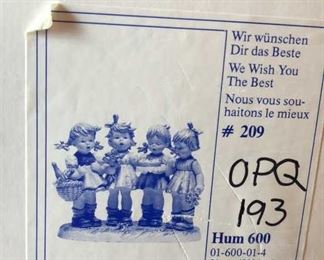 Wir wünschen
Dir das Beste
We Wish You
The Best
Nous vous sou-
haitons le mieux
# 209
OPQ
193
Hum 600
01-600-01-4